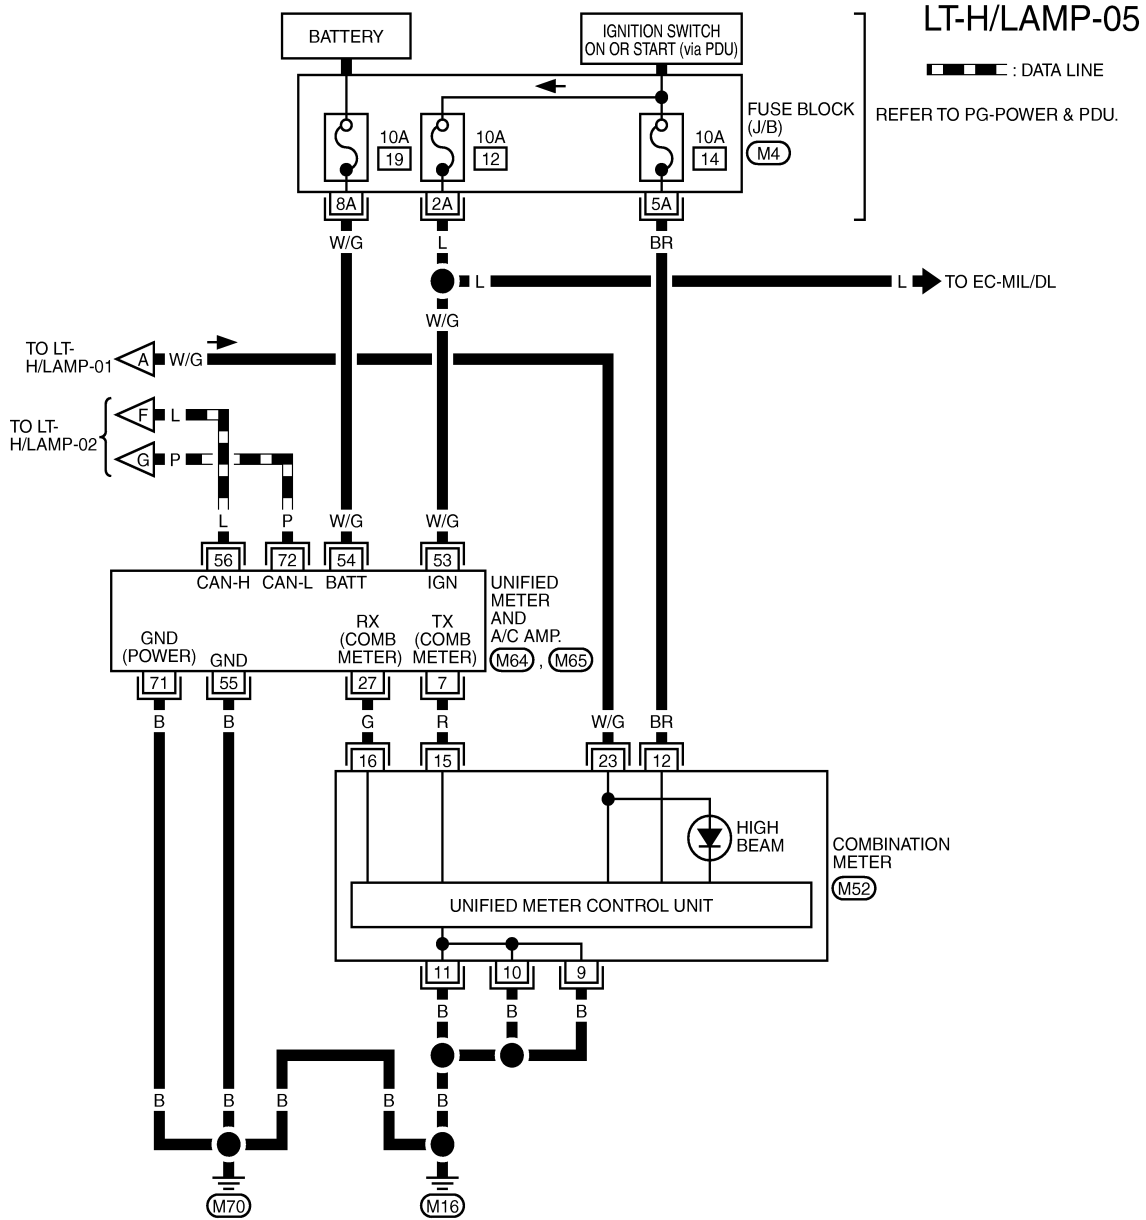 LT-H/LAMP-05
BATTERY
IGNITION SWITCH
ON OR START (via PDU)
: DATA LINE
FUSE BLOCK
(J/B)
M4
REFER TO PG-POWER & PDU.
10A
19
10A
12
10A
14
8A
2A
5A
W/G
L
BR
L
L
TO EC-MIL/DL
W/G
TO LT-
H/LAMP-01
A
W/G
TO LT-
H/LAMP-02
F
L
G
P
L
P
W/G
W/G
56
72
54
53
CAN-H
CAN-L
BATT
IGN
UNIFIED
METER
AND
A/C AMP.
M64 , M65
GND
(POWER)
GND
RX
(COMB
METER)
TX
(COMB
METER)
71
55
27
7
B
B
G
R
W/G
BR
16
15
23
12
HIGH
BEAM
COMBINATION
METER
M52
UNIFIED METER CONTROL UNIT
11
10
9
B
B
B
B
B
B
B
B
M70
M16